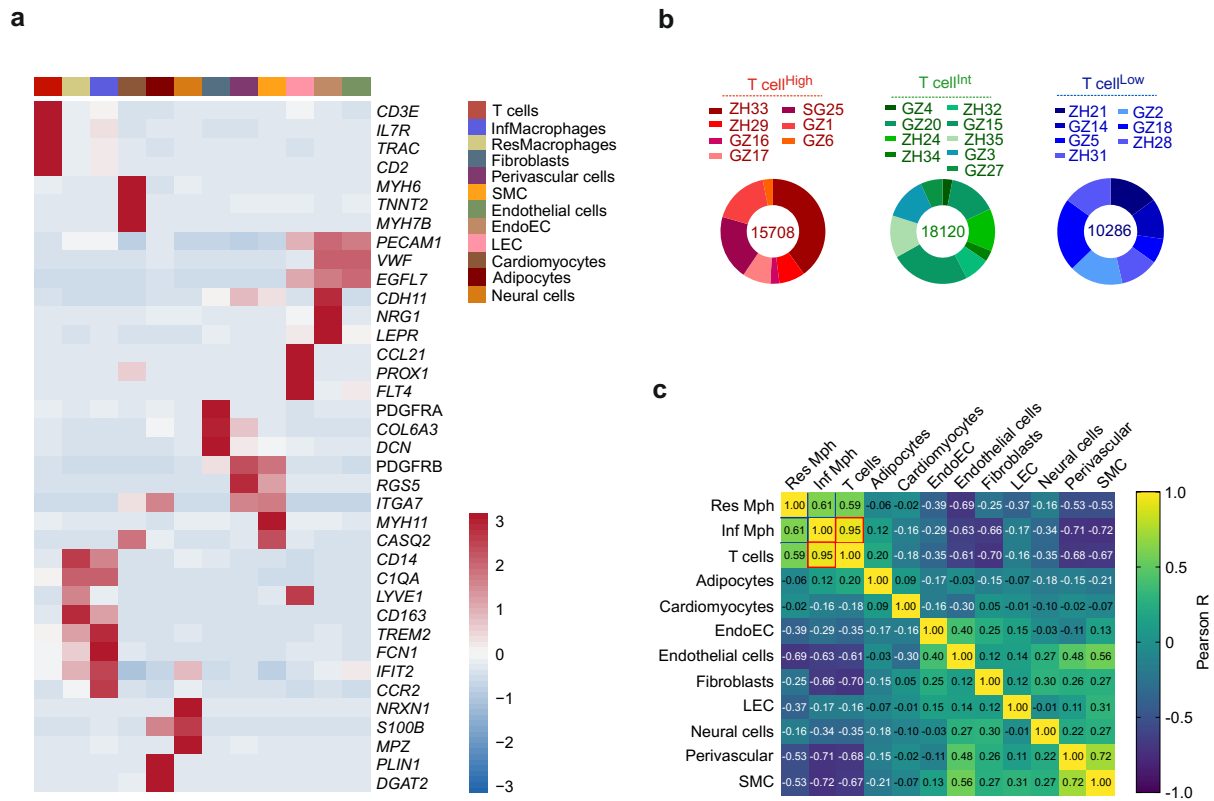 a
CD3E
IL7R
TRAC
CD2
MYH6
TNNT2
MYH7B
PECAM1
VWF
EGFL7
CDH11
NRG1
LEPR
CCL21
PROX1
FLT4
PDGFRA
COL6A3
DCN
PDGFRB
RGS5
ITGA7
MYH11
CASQ2
CD14
C1QA
LYVE1
CD163
TREM2
FCN1
IFIT2
CCR2
NRXN1
S100B
MPZ
PLIN1
DGAT2
T cells
InfMacrophages
ResMacrophages
Fibroblasts
Perivascular cells
SMC
Endothelial cells
EndoEC
LEC
Cardiomyocytes
Adipocytes
Neural cells
3
2
1
0
−1
−2
−3
b
T cellHigh
ZH33 SG25
ZH29 GZ1
GZ16 GZ6
GZ17
15708
T cellInt
GZ4 ZH32
GZ20 GZ15
ZH24 ZH35
ZH34 GZ3
GZ27
18120
T cellLow
ZH21 GZ2
GZ14 GZ18
GZ5 ZH28
ZH31
10286
c
Res Mph Inf Mph T cells Adipocytes Cardiomyocytes EndoEC Endothelial cells Fibroblasts LEC Neural cells Perivascular SMC
Res Mph 1.00 0.61 0.59 -0.06 -0.02 -0.39 -0.69 -0.25 -0.37 -0.16 -0.53 -0.53
Inf Mph 0.61 1.00 0.95 0.12 -0.16 -0.29 -0.63 -0.66 -0.17 -0.34 -0.71 -0.72
T cells 0.59 0.95 1.00 0.20 -0.18 -0.35 -0.61 -0.70 -0.16 -0.35 -0.68 -0.67
Adipocytes -0.06 0.12 0.20 1.00 0.09 -0.17 -0.03 -0.15 -0.07 -0.18 -0.15 -0.21
Cardiomyocytes -0.02 -0.16 -0.18 0.09 1.00 -0.16 -0.30 0.05 -0.01 -0.10 -0.02 -0.07
EndoEC -0.39 -0.29 -0.35 -0.17 -0.16 1.00 0.40 0.25 0.15 -0.03 -0.11 0.13
Endothelial cells -0.69 -0.63 -0.61 -0.03 -0.30 0.40 1.00 0.12 0.14 0.27 0.48 0.56
Fibroblasts -0.25 -0.66 -0.70 -0.15 0.05 0.25 0.12 1.00 0.12 0.30 0.26 0.27
LEC -0.37 -0.17 -0.16 -0.07 -0.01 0.15 0.14 0.12 1.00 -0.01 0.11 0.31
Neural cells -0.16 -0.34 -0.35 -0.18 -0.10 -0.03 0.27 0.30 -0.01 1.00 0.22 0.27
Perivascular -0.53 -0.71 -0.68 -0.15 -0.02 -0.11 0.48 0.26 0.11 0.22 1.00 0.72
SMC -0.53 -0.72 -0.67 -0.21 -0.07 0.13 0.56 0.27 0.31 0.27 0.72 1.00
1.0
0.5
0
-0.5
-1.0
Pearson R